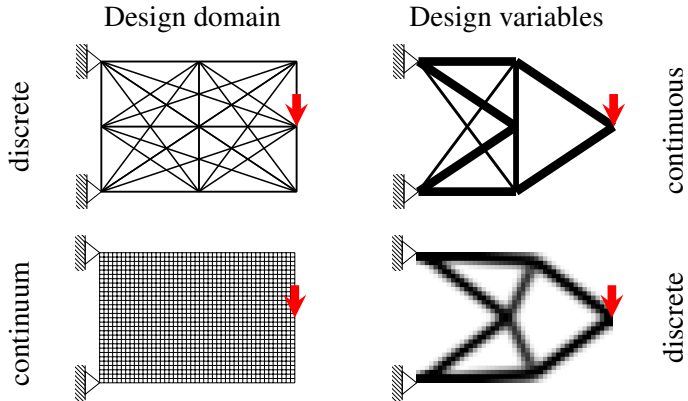 Design domain
Design variables
discrete
continuous
continuum
discrete